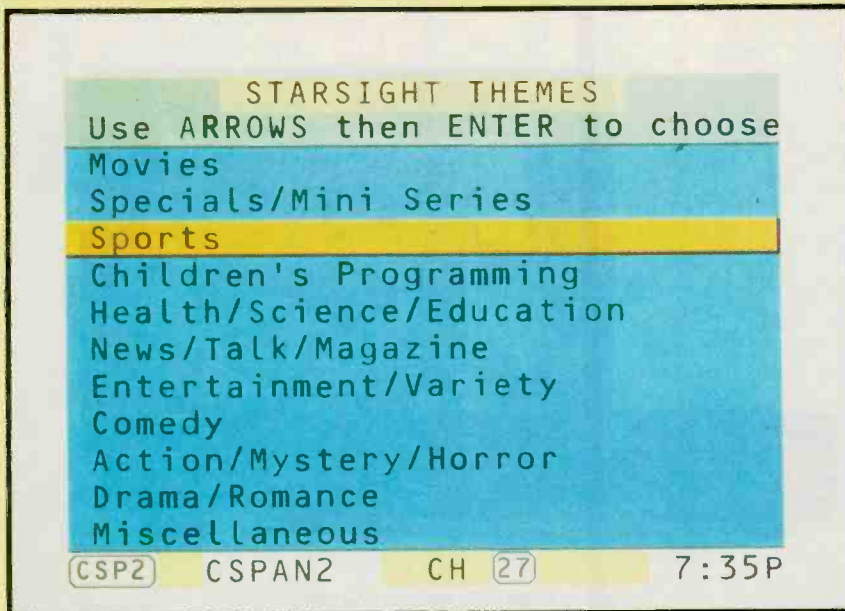 STARSIGHT THEMES
Use ARROWS then ENTER to choose
Movies
Specials/Mini Series
Sports
Children's Programming
Health/Science/Education
News/Talk/Magazine
Entertainment/Variety
Comedy
Action/Mystery/Horror
Drama/Romance
Miscellaneous
CSP2 CSPAN2 CH 27 7:35P